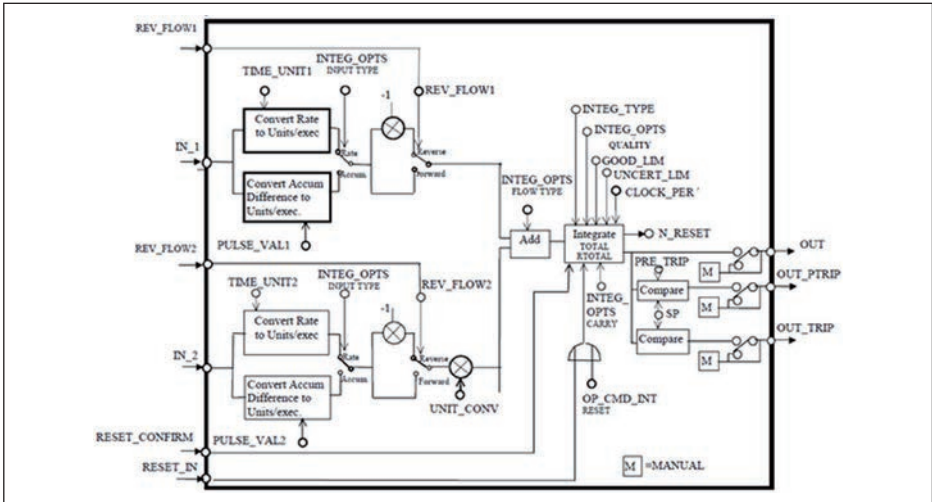 REV_FLOW1
TIME_UNIT1
INTEG_OPTS
INPUT TYPE
-1
REV_FLOW1
Convert Rate
to Units/exec
IN_1
Rate
Accum.
Reverse
Forward
Convert Accum
Difference to
Units/exec.
PULSE_VAL1
INTEG_TYPE
INTEG_OPTS
QUALITY
GOOD_LIM
UNCERT_LIM
CLOCK_PER
INTEG_OPTS
FLOW TYPE
Add
Integrate
TOTAL
RTOTAL
N_RESET
OUT
PRE_TRIP
M
OUT_PTRIP
Compare
M
SP
Compare
OUT_TRIP
M
INTEG_
OPTS
CARRY
REV_FLOW2
TIME_UNIT2
INTEG_OPTS
INPUT TYPE
-1
REV_FLOW2
Convert Rate
to Units/exec
IN_2
Rate
Accum.
Reverse
Forward
Convert Accum
Difference to
Units/exec.
PULSE_VAL2
UNIT_CONV
OP_CMD_INT
RESET
RESET_CONFIRM
RESET_IN
M =MANUAL